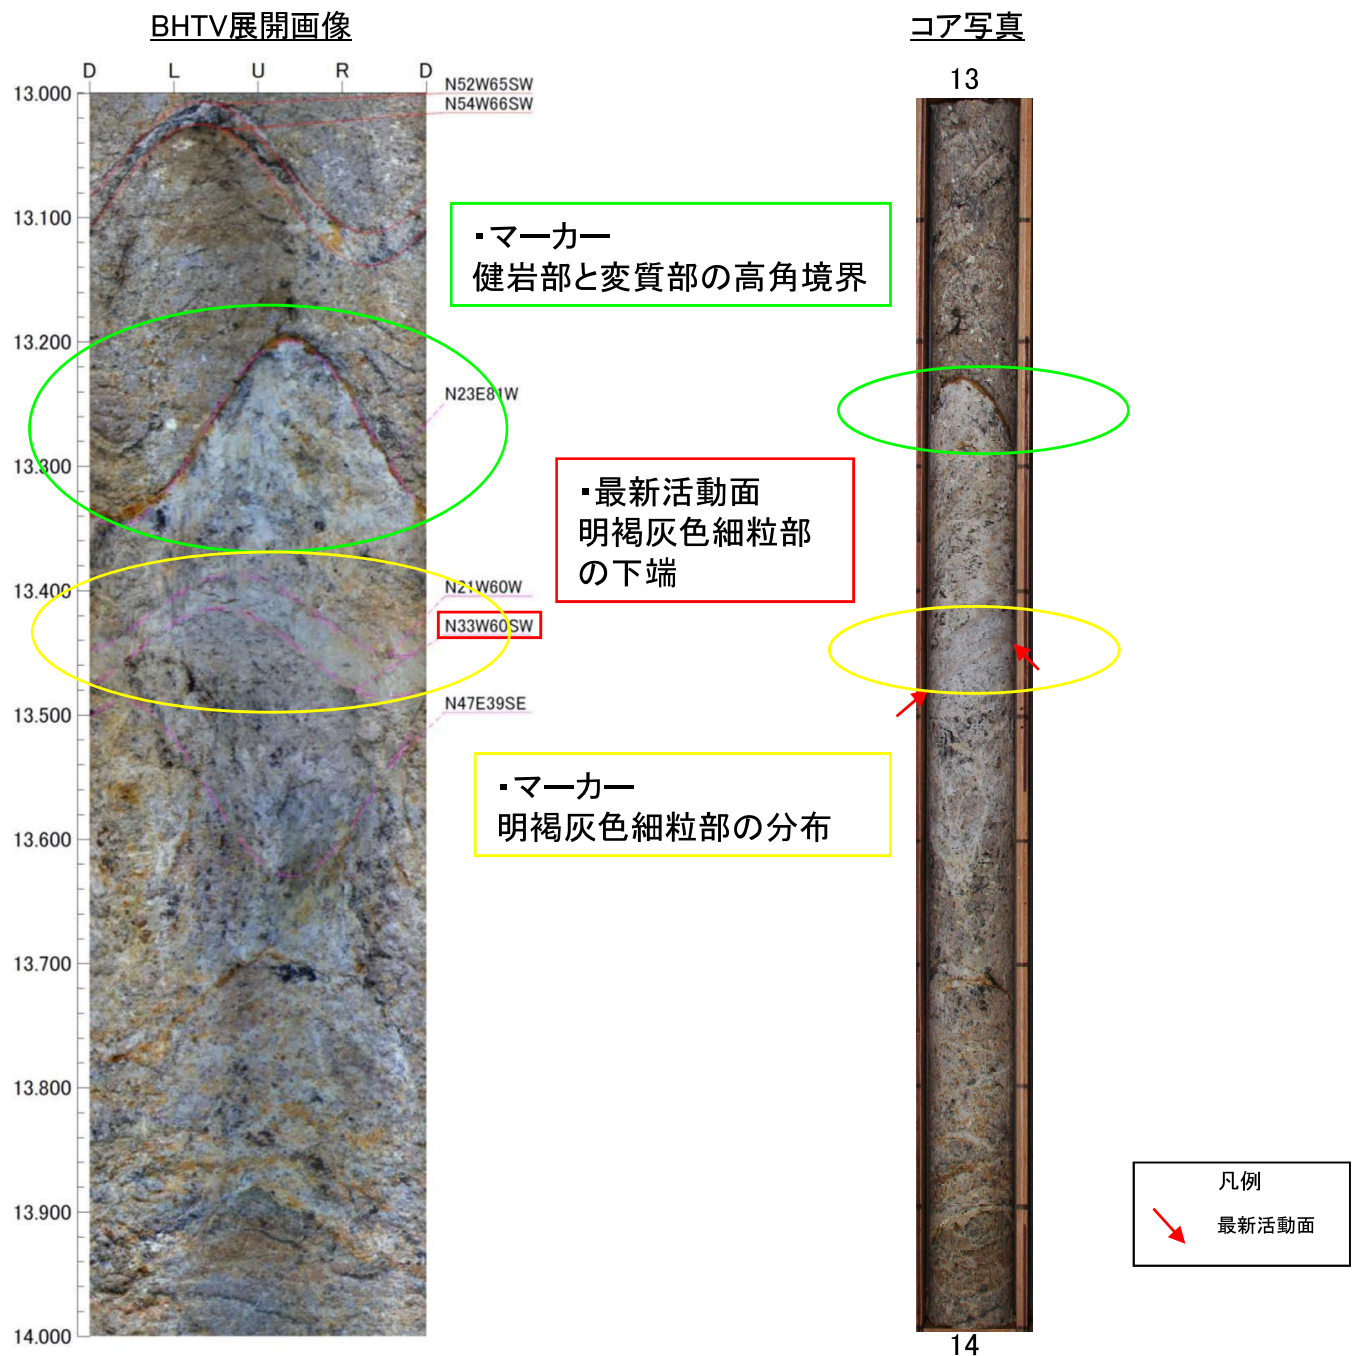 BHTV展開画像
コア写真
D L U R D
13
13.000
13.100
13.200
13.300
13.400
13.500
13.600
13.700
13.800
13.900
14.000
N52W65SW
N54W66SW
N23E81W
N21W60W
N33W60SW
N47E39SE
・マーカー
健岩部と変質部の高角境界
・最新活動面
明褐灰色細粒部
の下端
・マーカー
明褐灰色細粒部の分布
凡例
最新活動面
14